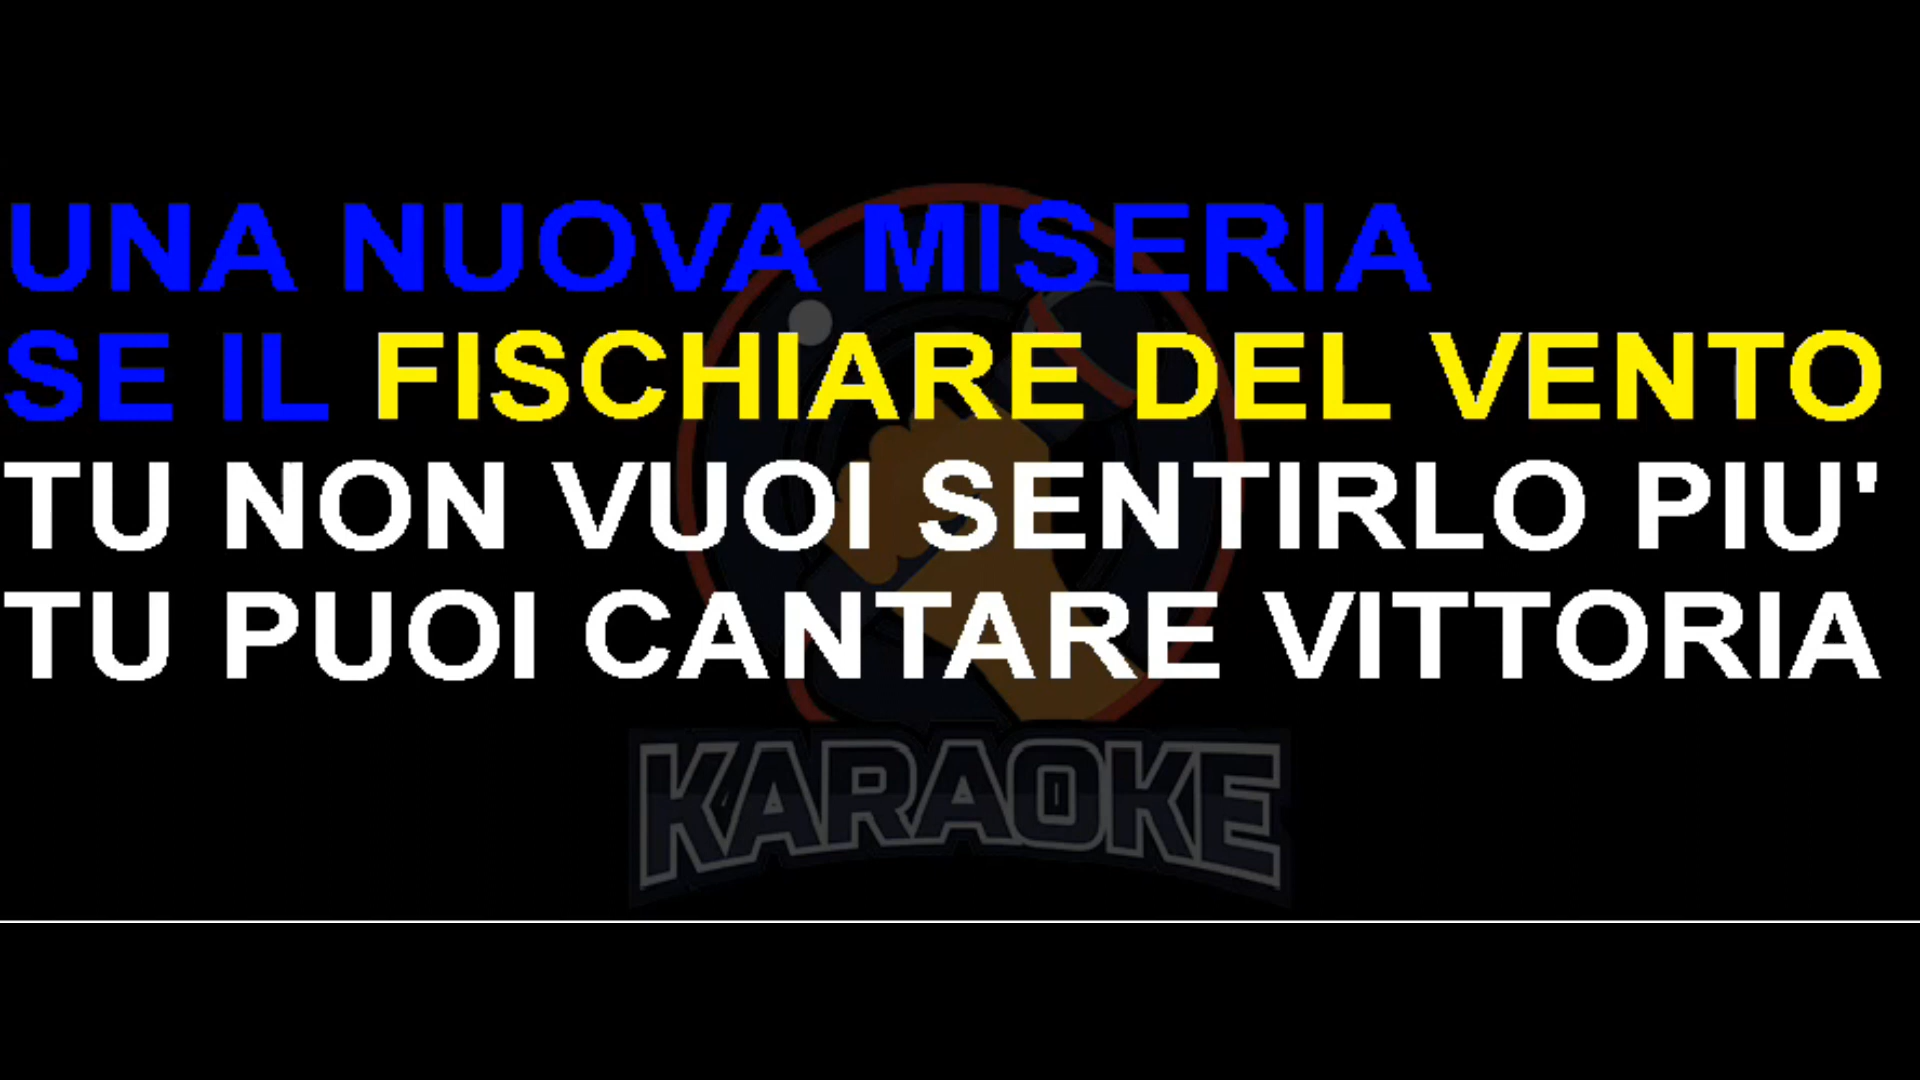 UNA NUOVA MISERIA
SE IL FISCHIARE DEL VENTO
TU NON VUOI SENTIRLO PIU'
TU PUOI CANTARE VITTORIA
KARAOKE